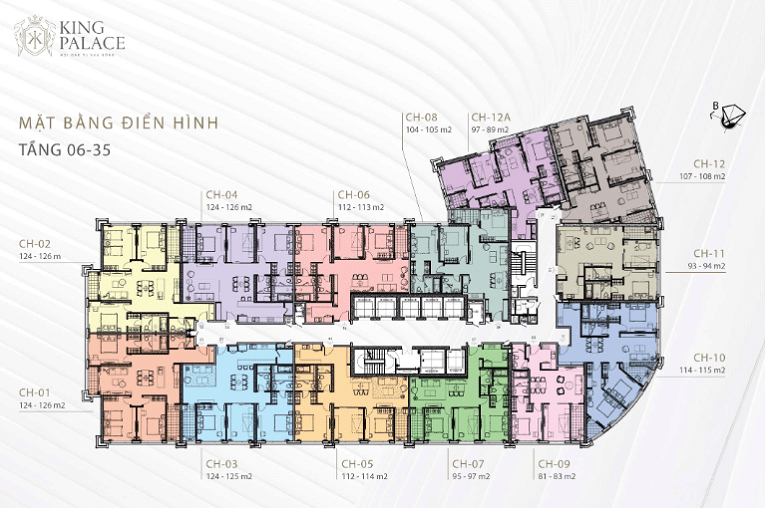 KING
PALACE
MẶT BẰNG ĐIỂN HÌNH
TẦNG 06-35
B
CH-08
104 - 105 m2
CH-12A
97 - 89 m2
CH-12
107 - 108 m2
CH-04
124 - 126 m2
CH-06
112 - 113 m2
CH-02
124 - 126 m
CH-11
93 - 94 m2
CH-10
114 - 115 m2
CH-01
124 - 126 m2
CH-03
124 - 125 m2
CH-05
112 - 114 m2
CH-07
95 - 97 m2
CH-09
81 - 83 m2